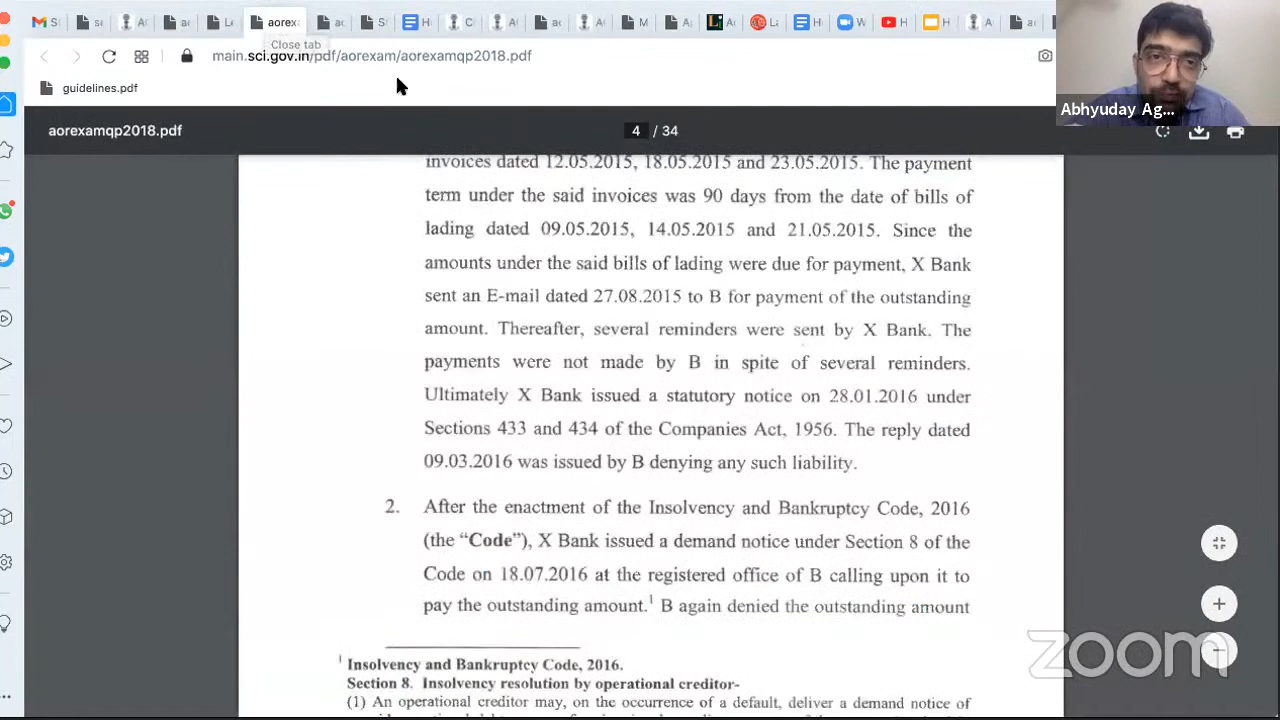 aorex
Close tab
main.sci.gov.in/pdf/aorexam/aorexamqp2018.pdf
guidelines.pdf
Abhyuday Ag...
aorexamqp2018.pdf
4 / 34
invoices dated 12.05.2015, 18.05.2015 and 23.05.2015. The payment
term under the said invoices was 90 days from the date of bills of
lading dated 09.05.2015, 14.05.2015 and 21.05.2015. Since the
amounts under the said bills of lading were due for payment, X Bank
sent an E-mail dated 27.08.2015 to B for payment of the outstanding
amount. Thereafter, several reminders were sent by X Bank. The
payments were not made by B in spite of several reminders.
Ultimately X Bank issued a statutory notice on 28.01.2016 under
Sections 433 and 434 of the Companies Act, 1956. The reply dated
09.03.2016 was issued by B denying any such liability.
2. After the enactment of the Insolvency and Bankruptcy Code, 2016
(the “Code”), X Bank issued a demand notice under Section 8 of the
Code on 18.07.2016 at the registered office of B calling upon it to
pay the outstanding amount.1 B again denied the outstanding amount
1 Insolvency and Bankruptcy Code, 2016.
Section 8. Insolvency resolution by operational creditor-
(1) An operational creditor may, on the occurrence of a default, deliver a demand notice of
zoom